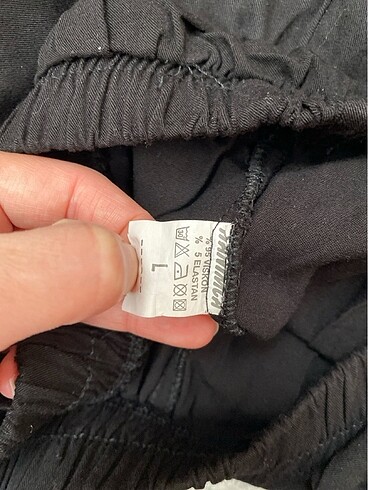 % 95 VİSKON
% 5 ELASTAN
L